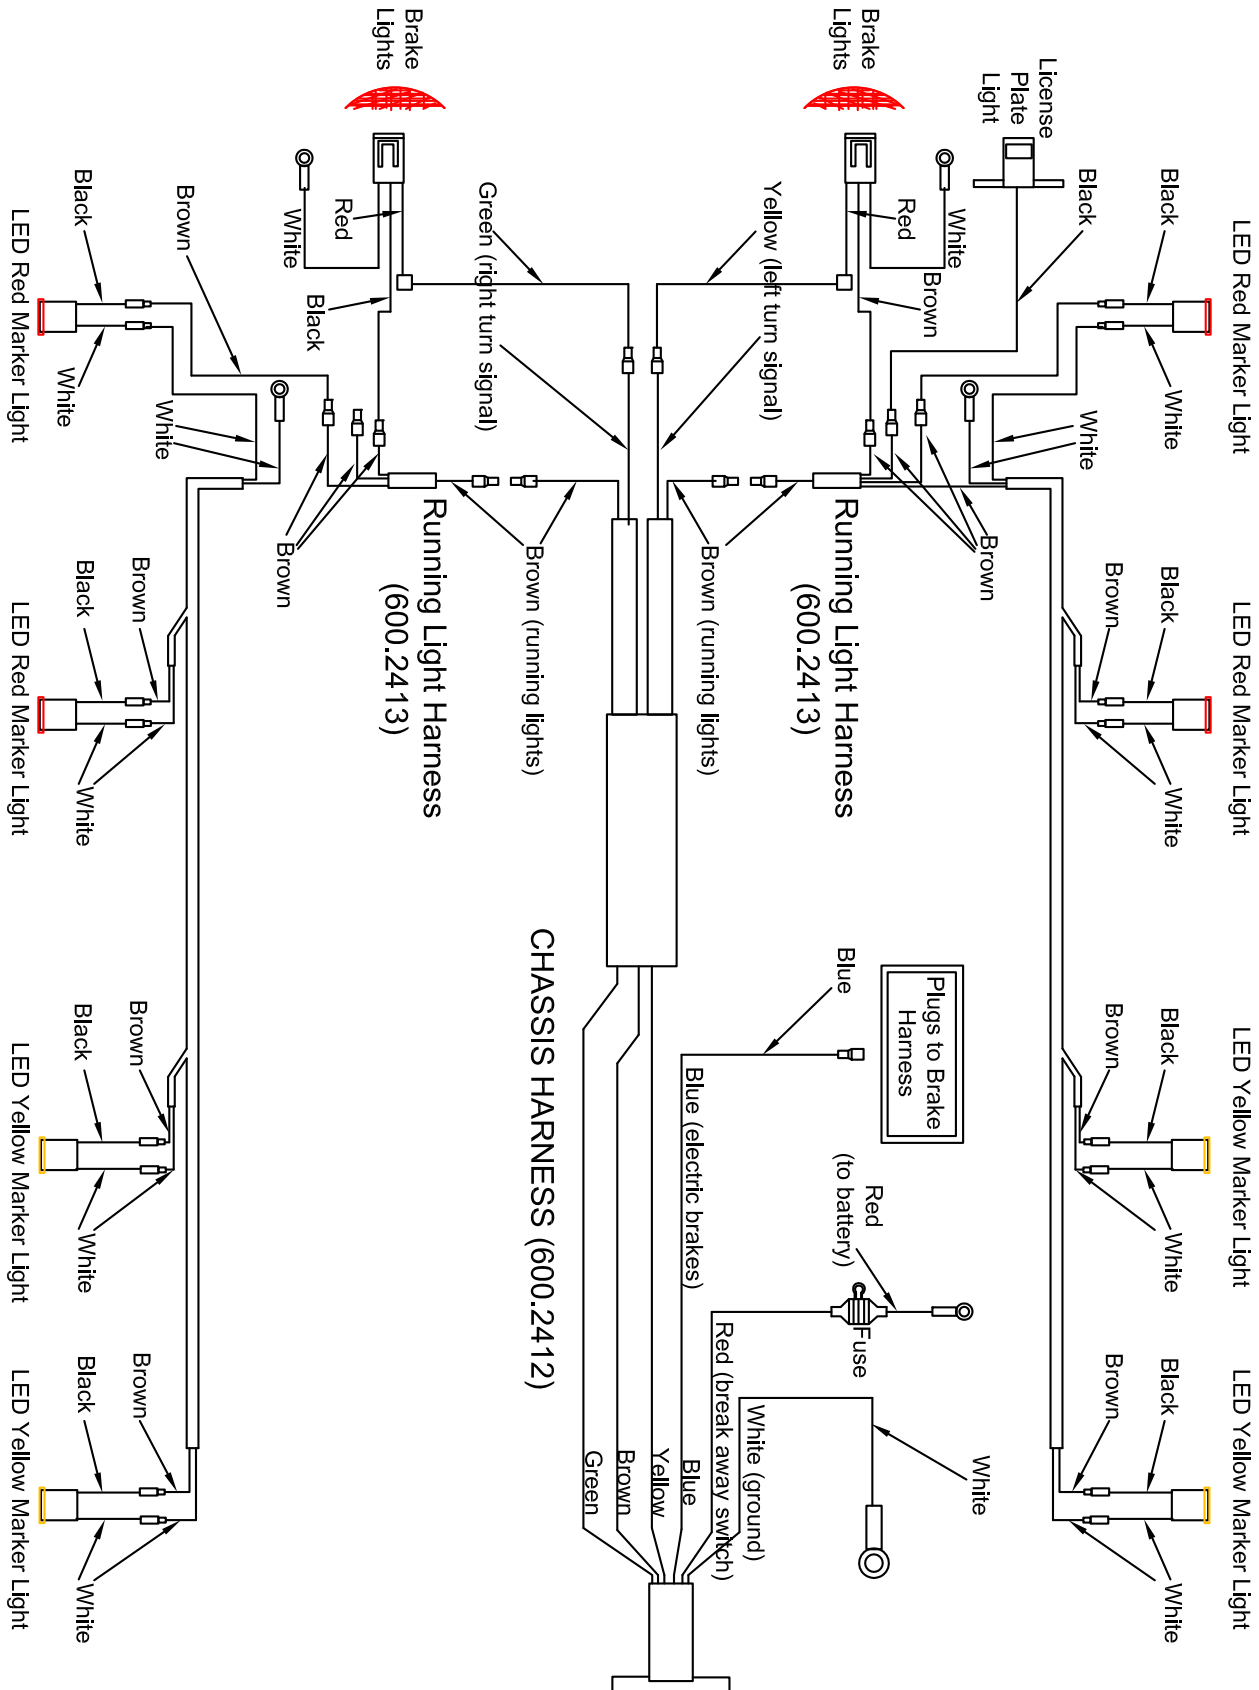 LED Red Marker Light
LED Red Marker Light
LED Yellow Marker Light
LED Yellow Marker Light
Black
White
Black
White
Black
White
Black
White
License
Plate
Light
Black
White
Brown
Brown
Brown
Brake
Lights
White
Red
Brown
Brown
Yellow (left turn signal)
Running Light Harness
(600.2413)
Brown (running lights)
Plugs to Brake
Harness
Blue
Blue (electric brakes)
Red
(to battery)
Fuse
Red (break away switch)
White (ground)
White
Blue
Yellow
Brown
Green
CHASSIS HARNESS (600.2412)
Brake
Lights
Green (right turn signal)
Red
White
Black
Brown (running lights)
Running Light Harness
(600.2413)
Brown
Brown
White
Brown
Brown
Brown
Black
White
Black
White
Black
White
Black
White
LED Red Marker Light
LED Red Marker Light
LED Yellow Marker Light
LED Yellow Marker Light